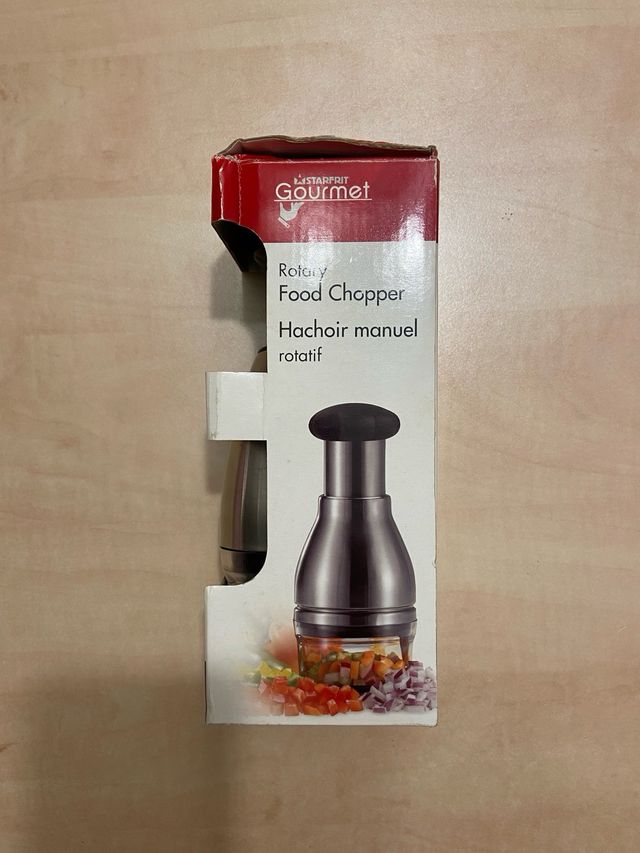 STARFRIT
Gourmet
Rotary
Food Chopper
Hachoir manuel
rotatif